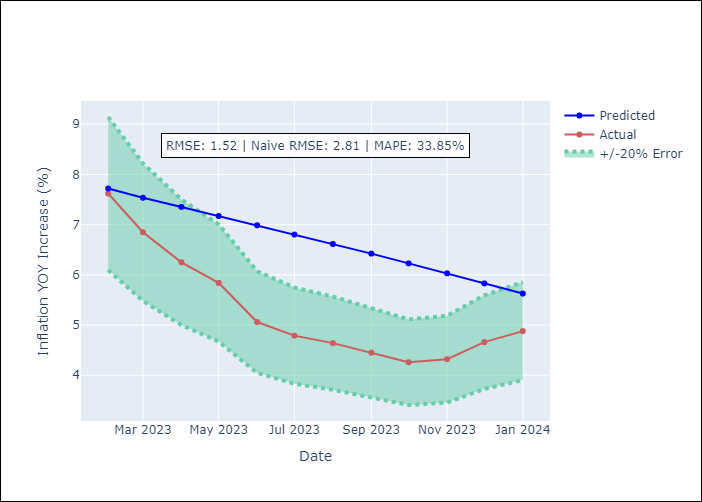 RMSE: 1.52 | Naive RMSE: 2.81 | MAPE: 33.85%
Predicted
Actual
+/-20% Error
Inflation YOY Increase (%)
9
8
7
6
5
4
Mar 2023 May 2023 Jul 2023 Sep 2023 Nov 2023 Jan 2024
Date